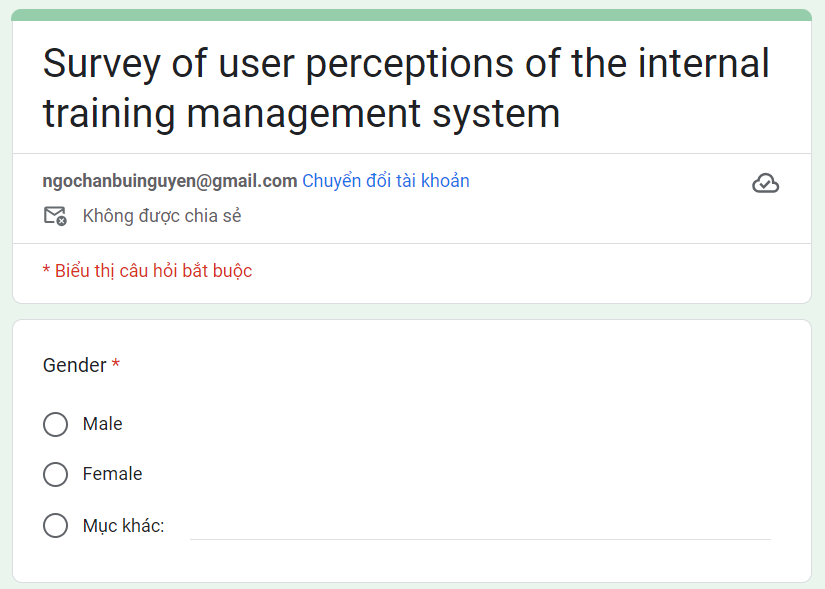 Survey of user perceptions of the internal
training management system
ngochanbuinguyen@gmail.com Chuyển đổi tài khoản
Không được chia sẻ
* Biểu thị câu hỏi bắt buộc
Gender *
Male
Female
Mục khác: